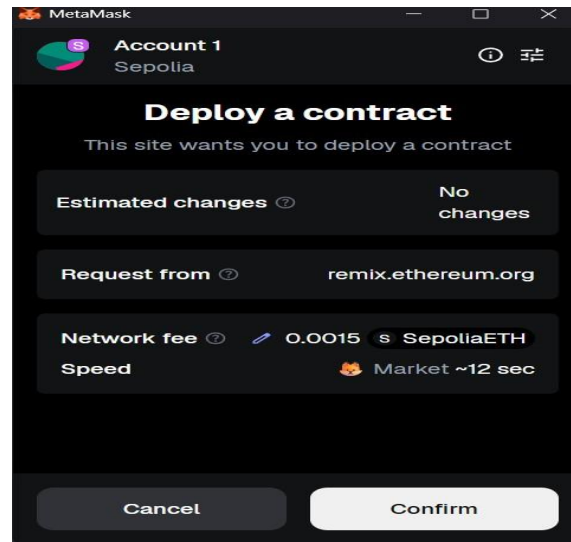 MetaMask
S
Account 1
Sepolia
Deploy a contract
This site wants you to deploy a contract
Estimated changes
No
changes
Request from
remix.ethereum.org
Network fee
0.0015
S SepoliaETH
Speed
Market ~12 sec
Cancel
Confirm